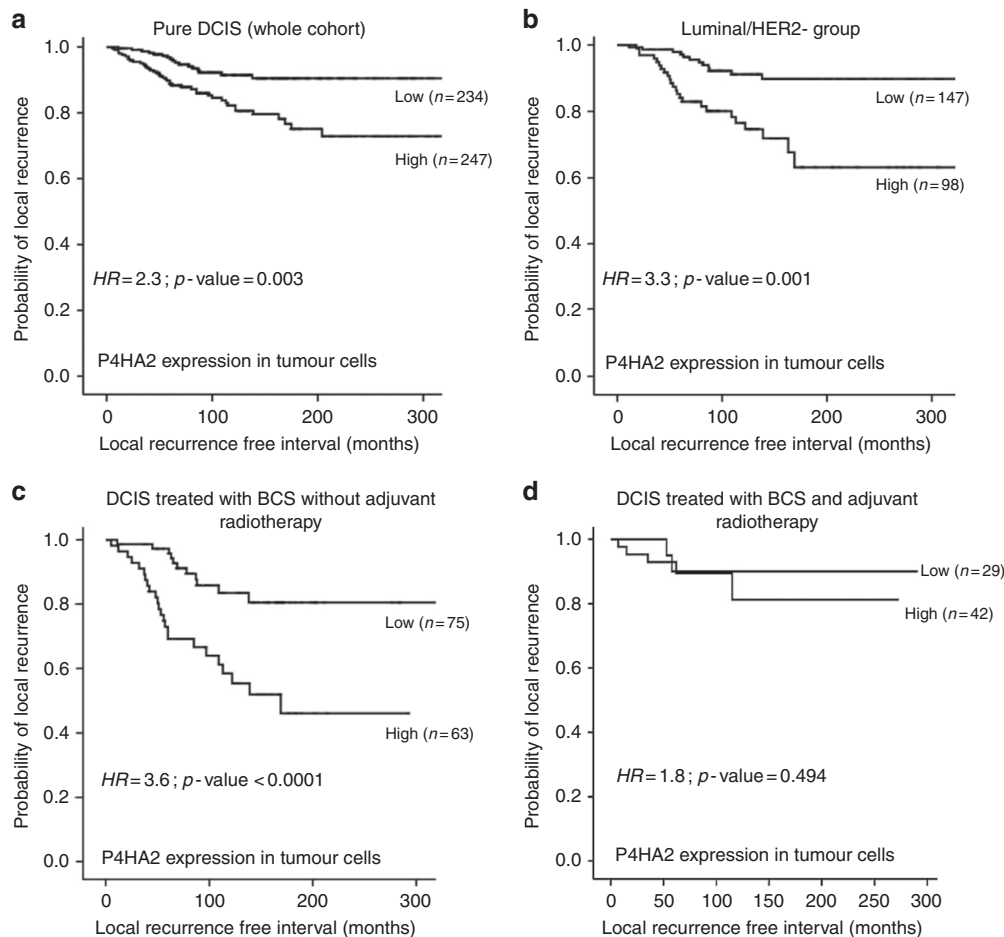 a
Pure DCIS (whole cohort)
Probability of local recurrence
1.0
0.8
0.6
0.4
0.2
0.2
0.0
Low (n=234)
High (n=247)
HR=2.3; p-value=0.003
P4HA2 expression in tumour cells
0 100 200 300
Local recurrence free interval (months)
b
Luminal/HER2- group
Probability of local recurrence
1.0
0.8
0.6
0.4
0.2
0.2
0.0
Low (n=147)
High (n=98)
HR=3.3; p-value=0.001
P4HA2 expression in tumour cells
0 100 200 300
Local recurrence free interval (months)
c
DCIS treated with BCS without adjuvant
radiotherapy
Probability of local recurrence
1.0
0.8
0.6
0.4
0.2
0.0
Low (n=75)
High (n=63)
HR=3.6; p-value <0.0001
P4HA2 expression in tumour cells
0 100 200 300
Local recurrence free interval (months)
d
DCIS treated with BCS and adjuvant
radiotherapy
Probability of local recurrence
1.0
0.8
0.6
0.4
0.2
0.0
Low (n=29)
High (n=42)
HR=1.8; p-value=0.494
P4HA2 expression in tumour cells
0 50 100 150 100 250 300
Local recurrence free interval (months)